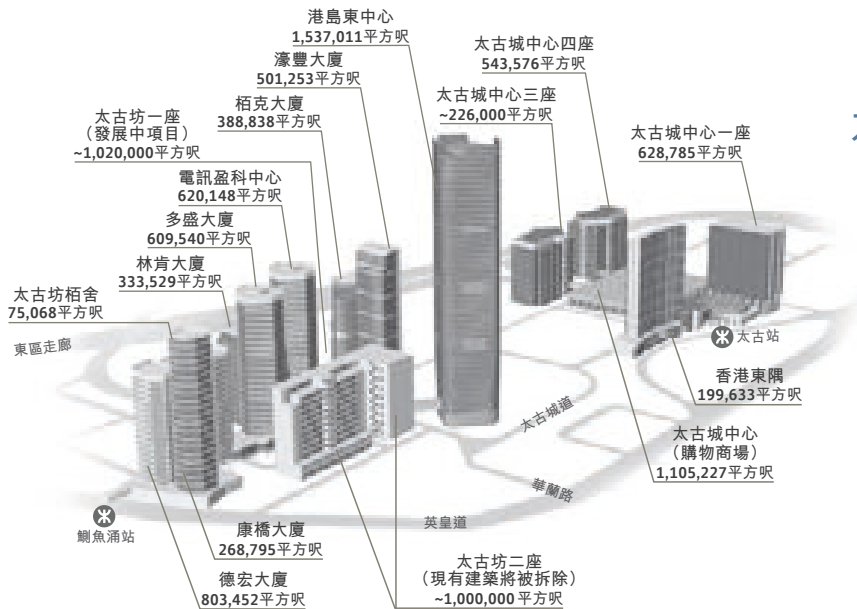 港島東中心
1,537,011平方呎
太古城中心四座
543,576平方呎
濠豐大廈
501,253平方呎
太古城中心三座
~226,000平方呎
栢克大廈
388,838平方呎
太古坊一座
（發展中項目）
~1,020,000平方呎
太古城中心一座
628,785平方呎
電訊盈科中心
620,148平方呎
多盛大廈
609,540平方呎
林肯大廈
333,529平方呎
太古坊栢舍
75,068平方呎
東區走廊
太古站
香港東隅
199,633平方呎
太古城道
太古城中心
（購物商場）
1,105,227平方呎
華蘭路
英皇道
鰂魚涌站
康橋大廈
268,795平方呎
德宏大廈
803,452平方呎
太古坊二座
（現有建築將被拆除）
~1,000,000平方呎